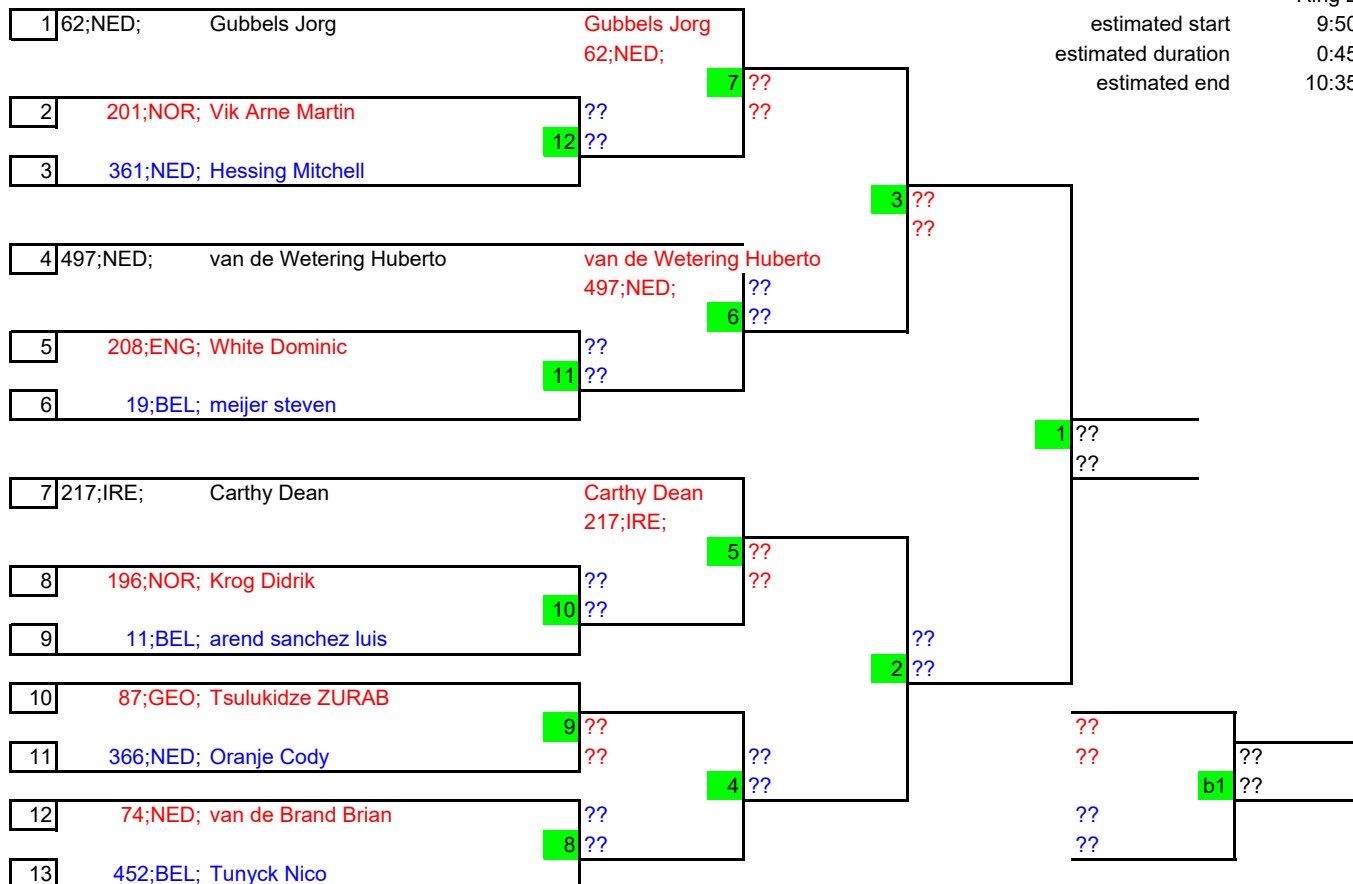 1 62;NED; Gubbels Jorg Gubbels Jorg estimated start 9:50
62;NED; estimated duration 0:45
7 ?? estimated end 10:35
2 201;NOR; Vik Arne Martin ?? ??
12 ??
3 361;NED; Hessing Mitchell
3 ??
??
4 497;NED; van de Wetering Huberto van de Wetering Huberto
497;NED; ??
6 ??
5 208;ENG; White Dominic ??
11 ??
6 19;BEL; meijer steven
1 ??
??
7 217;IRE; Carthy Dean Carthy Dean
217;IRE;
5 ??
8 196;NOR; Krog Didrik ?? ??
10 ??
9 11;BEL; arend sanchez luis ??
2 ??
10 87;GEO; Tsulukidze ZURAB
9 ?? ??
11 366;NED; Oranje Cody ?? ?? ?? ??
4 ?? b1 ??
12 74;NED; van de Brand Brian ?? ??
8 ?? ??
13 452;BEL; Tunyck Nico